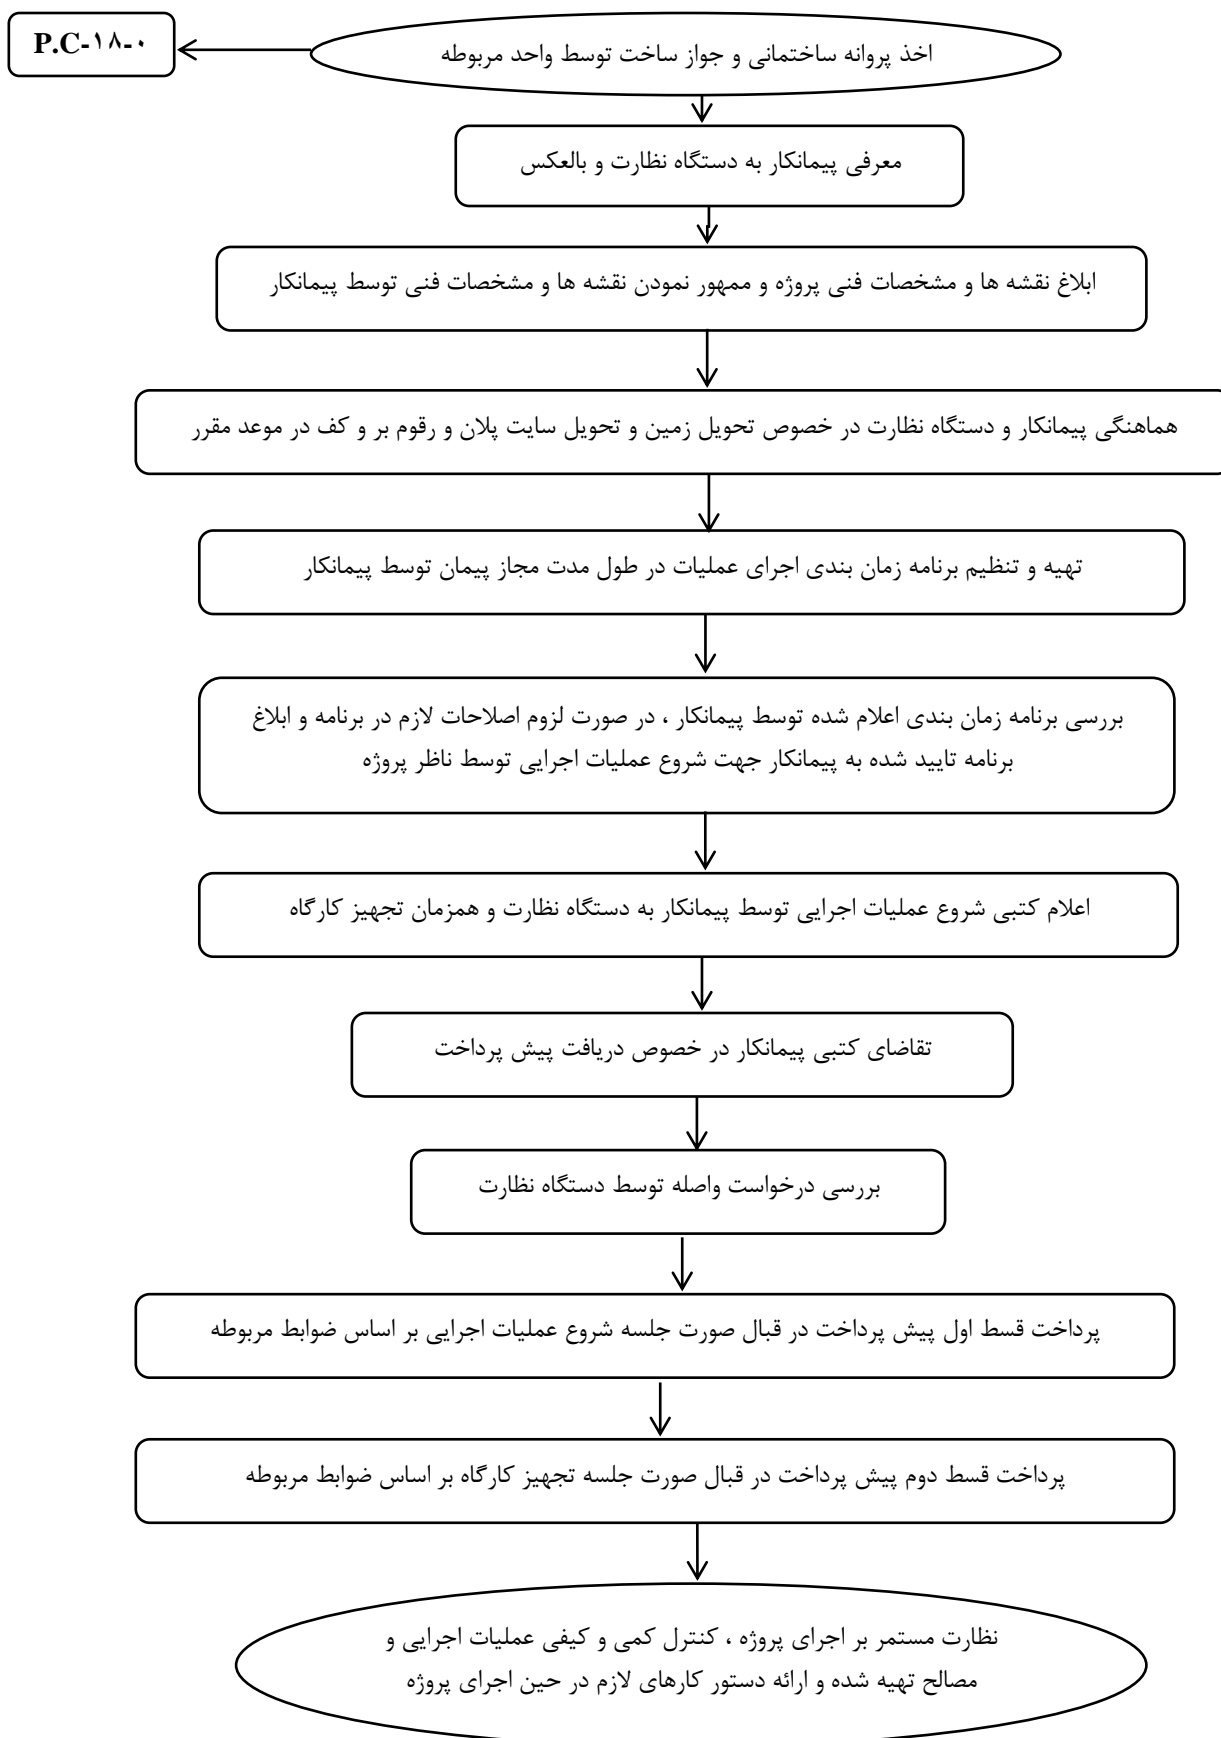 P.C-۱۸-۰
اخذ پروانه ساختمانی و جواز ساخت توسط واحد مربوطه
معرفی پیمانکار به دستگاه نظارت و بالعکس
ابلاغ نقشه ها و مشخصات فنی پروژه و ممهور نمودن نقشه ها و مشخصات فنی توسط پیمانکار
هماهنگی پیمانکار و دستگاه نظارت در خصوص تحویل زمین و تحویل سایت پلان و رقوم بر و کف در موعد مقرر
تهیه و تنظیم برنامه زمان بندی اجرای عملیات در طول مدت مجاز پیمان توسط پیمانکار
بررسی برنامه زمان بندی اعلام شده توسط پیمانکار ، در صورت لزوم اصلاحات لازم در برنامه و ابلاغ
برنامه تایید شده به پیمانکار جهت شروع عملیات اجرایی توسط ناظر پروژه
اعلام کتبی شروع عملیات اجرایی توسط پیمانکار به دستگاه نظارت و همزمان تجهیز کارگاه
تقاضای کتبی پیمانکار در خصوص دریافت پیش پرداخت
بررسی درخواست واصله توسط دستگاه نظارت
پرداخت قسط اول پیش پرداخت در قبال صورت جلسه شروع عملیات اجرایی بر اساس ضوابط مربوطه
پرداخت قسط دوم پیش پرداخت در قبال صورت جلسه تجهیز کارگاه بر اساس ضوابط مربوطه
نظارت مستمر بر اجرای پروژه ، کنترل کمی و کیفی عملیات اجرایی و
مصالح تهیه شده و ارائه دستور کارهای لازم در حین اجرای پروژه